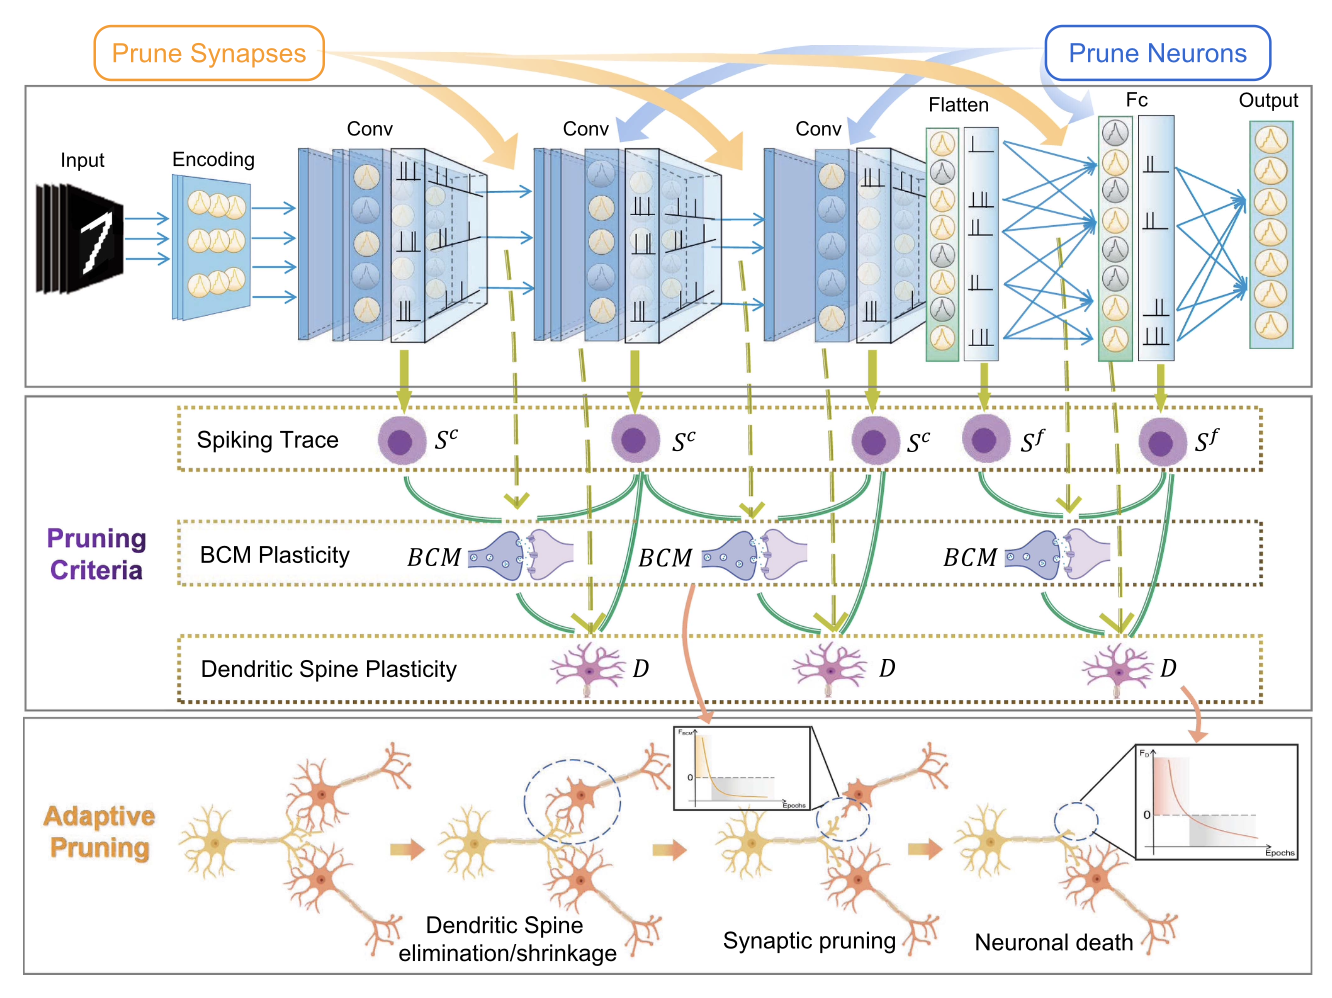 Prune Synapses
Prune Neurons
Input
Encoding
Conv
Conv
Conv
Flatten
Fc
Output
Spiking Trace
S^c
S^c
S^c
S^f
S^f
Pruning
Criteria
BCM Plasticity
BCM
BCM
BCM
Dendritic Spine Plasticity
D
D
D
Adaptive
Pruning
F_BCM
0
Epochs
F_D
0
Epochs
Dendritic Spine
elimination/shrinkage
Synaptic pruning
Neuronal death